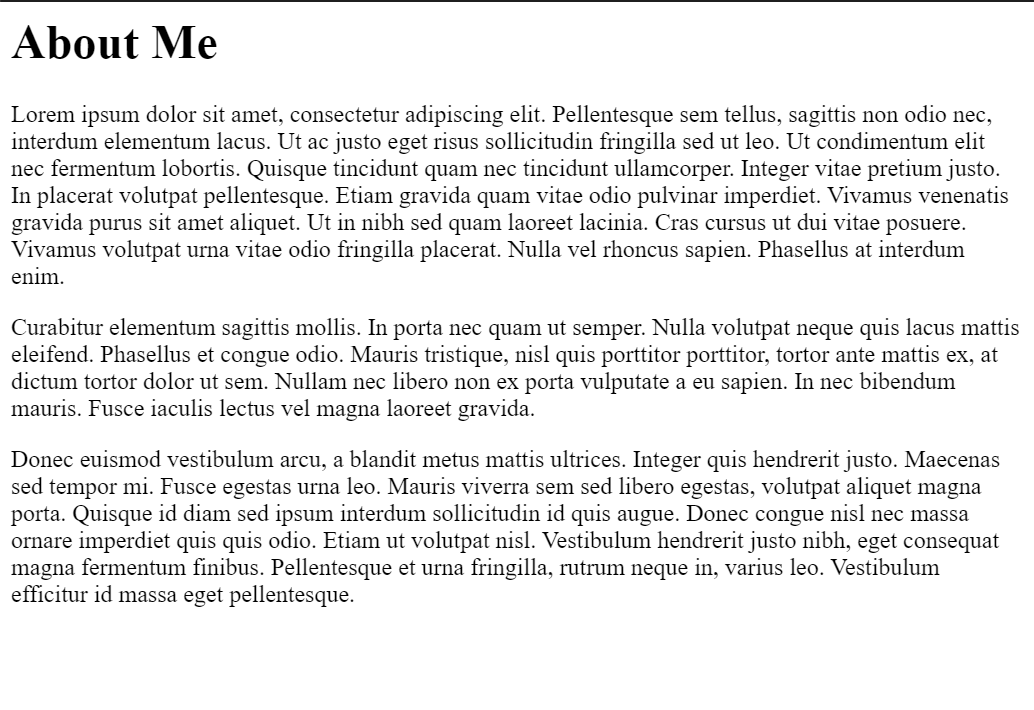 About Me
Lorem ipsum dolor sit amet, consectetur adipiscing elit. Pellentesque sem tellus, sagittis non odio nec,
interdum elementum lacus. Ut ac justo eget risus sollicitudin fringilla sed ut leo. Ut condimentum elit
nec fermentum lobortis. Quisque tincidunt quam nec tincidunt ullamcorper. Integer vitae pretium justo.
In placerat volutpat pellentesque. Etiam gravida quam vitae odio pulvinar imperdiet. Vivamus venenatis
gravida purus sit amet aliquet. Ut in nibh sed quam laoreet lacinia. Cras cursus ut dui vitae posuere.
Vivamus volutpat urna vitae odio fringilla placerat. Nulla vel rhoncus sapien. Phasellus at interdum
enim.
Curabitur elementum sagittis mollis. In porta nec quam ut semper. Nulla volutpat neque quis lacus mattis
eleifend. Phasellus et congue odio. Mauris tristique, nisl quis porttitor porttitor, tortor ante mattis ex, at
dictum tortor dolor ut sem. Nullam nec libero non ex porta vulputate a eu sapien. In nec bibendum
mauris. Fusce iaculis lectus vel magna laoreet gravida.
Donec euismod vestibulum arcu, a blandit metus mattis ultrices. Integer quis hendrerit justo. Maecenas
sed tempor mi. Fusce egestas urna leo. Mauris viverra sem sed libero egestas, volutpat aliquet magna
porta. Quisque id diam sed ipsum interdum sollicitudin id quis augue. Donec congue nisl nec massa
ornare imperdiet quis quis odio. Etiam ut volutpat nisl. Vestibulum hendrerit justo nibh, eget consequat
magna fermentum finibus. Pellentesque et urna fringilla, rutrum neque in, varius leo. Vestibulum
efficitur id massa eget pellentesque.